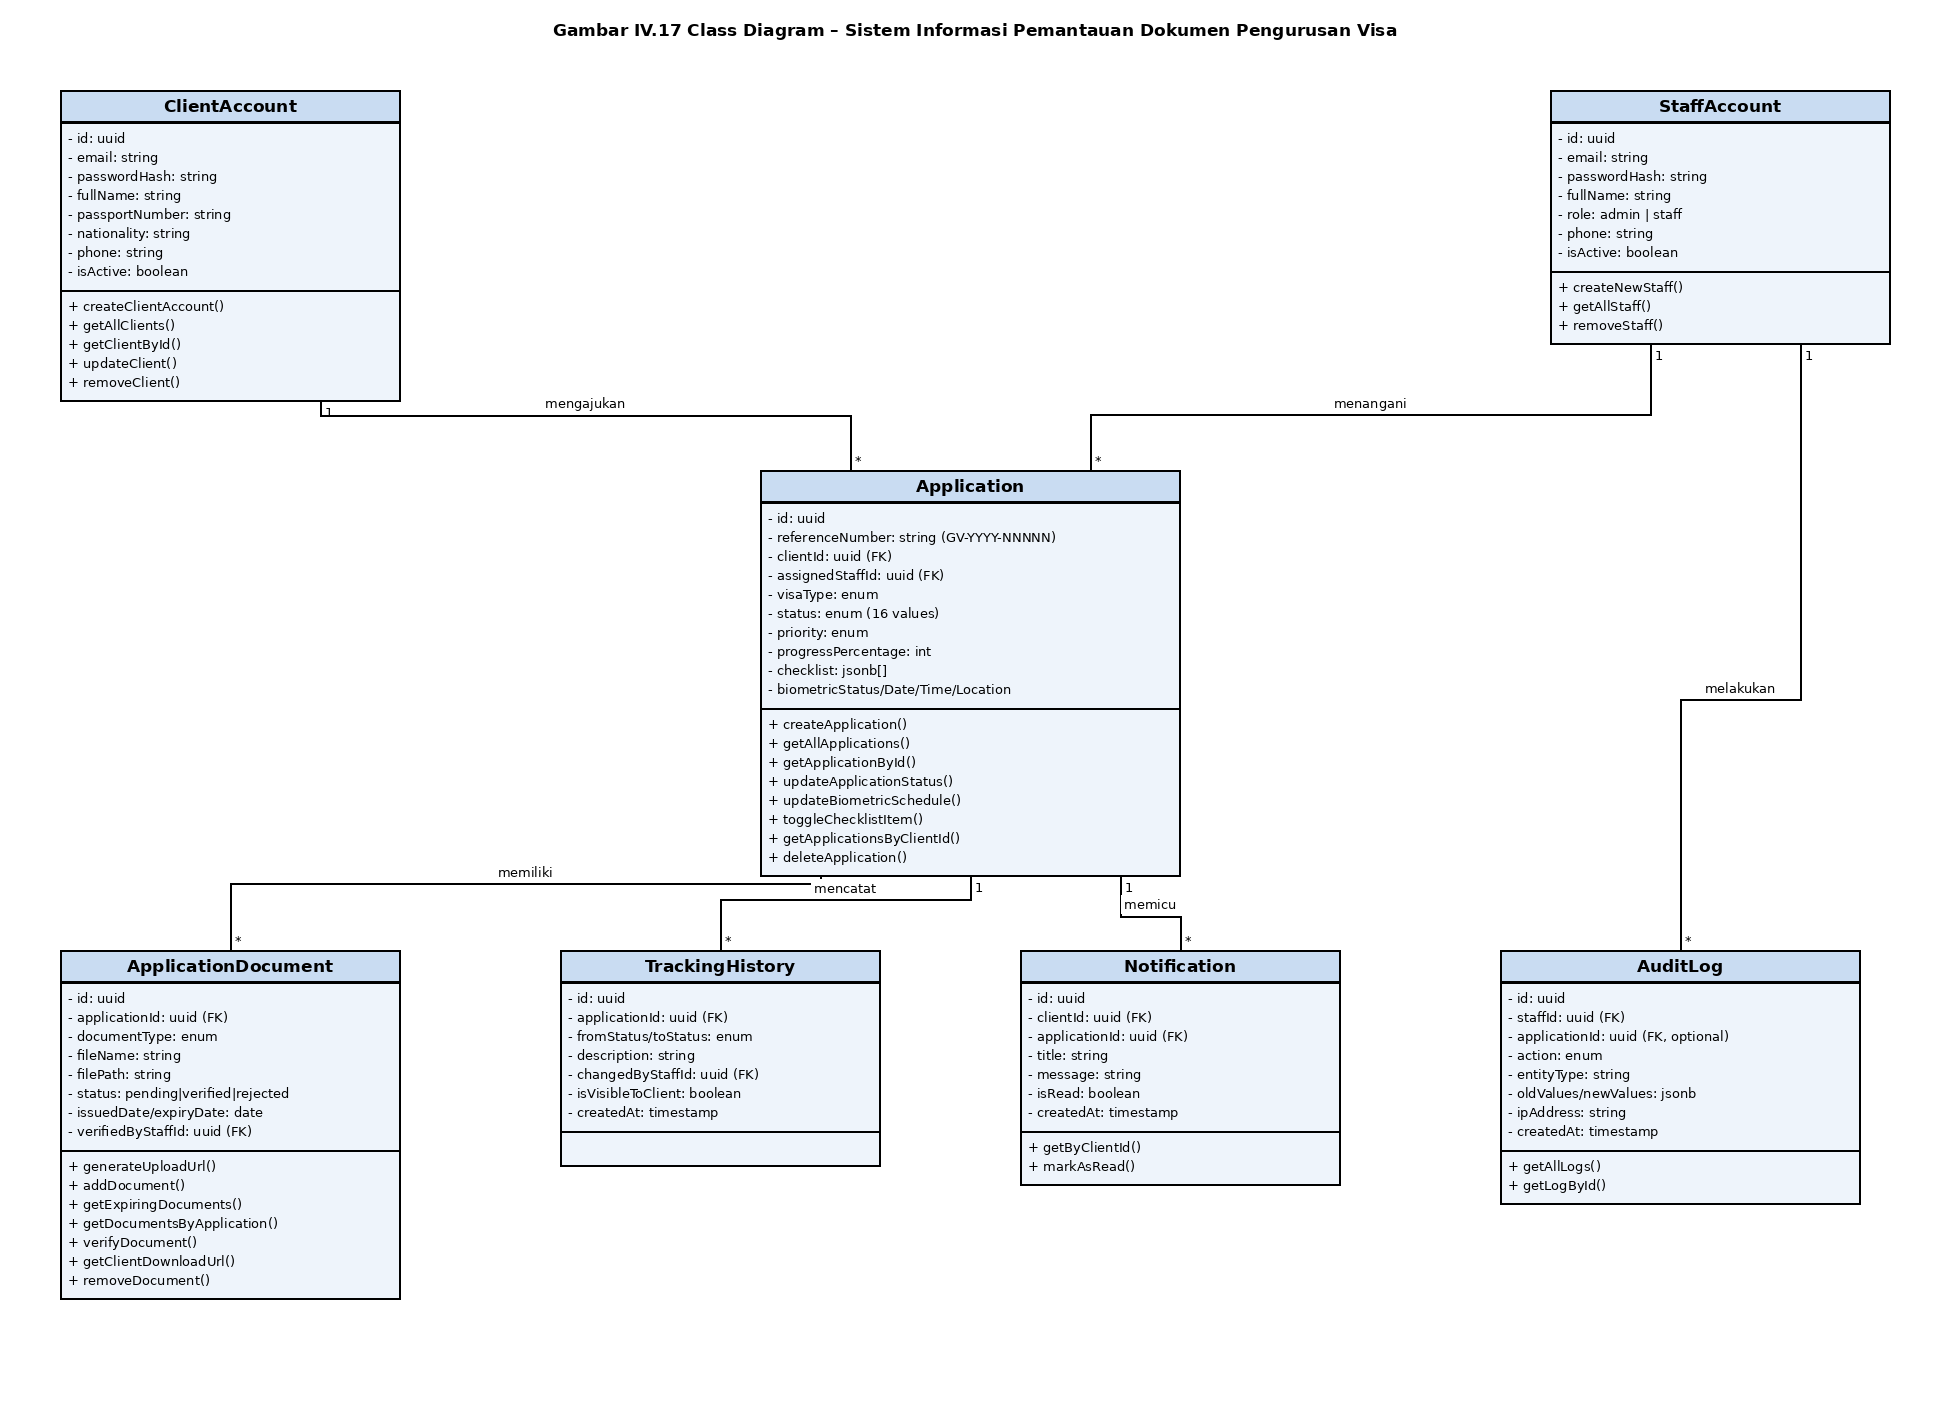 Gambar IV.17 Class Diagram – Sistem Informasi Pemantauan Dokumen Pengurusan Visa
ClientAccount
- id: uuid
- email: string
- passwordHash: string
- fullName: string
- passportNumber: string
- nationality: string
- phone: string
- isActive: boolean
+ createClientAccount()
+ getAllClients()
+ getClientById()
+ updateClient()
+ removeClient()
StaffAccount
- id: uuid
- email: string
- passwordHash: string
- fullName: string
- role: admin | staff
- phone: string
- isActive: boolean
+ createNewStaff()
+ getAllStaff()
+ removeStaff()
1
mengajukan
*
1
menangani
*
1
melakukan
*
Application
- id: uuid
- referenceNumber: string (GV-YYYY-NNNNN)
- clientId: uuid (FK)
- assignedStaffId: uuid (FK)
- visaType: enum
- status: enum (16 values)
- priority: enum
- progressPercentage: int
- checklist: jsonb[]
- biometricStatus/Date/Time/Location
+ createApplication()
+ getAllApplications()
+ getApplicationById()
+ updateApplicationStatus()
+ updateBiometricSchedule()
+ toggleChecklistItem()
+ getApplicationsByClientId()
+ deleteApplication()
memiliki
*
mencatat
1
*
1
memicu
*
ApplicationDocument
- id: uuid
- applicationId: uuid (FK)
- documentType: enum
- fileName: string
- filePath: string
- status: pending|verified|rejected
- issuedDate/expiryDate: date
- verifiedByStaffId: uuid (FK)
+ generateUploadUrl()
+ addDocument()
+ getExpiringDocuments()
+ getDocumentsByApplication()
+ verifyDocument()
+ getClientDownloadUrl()
+ removeDocument()
TrackingHistory
- id: uuid
- applicationId: uuid (FK)
- fromStatus/toStatus: enum
- description: string
- changedByStaffId: uuid (FK)
- isVisibleToClient: boolean
- createdAt: timestamp
Notification
- id: uuid
- clientId: uuid (FK)
- applicationId: uuid (FK)
- title: string
- message: string
- isRead: boolean
- createdAt: timestamp
+ getByClientId()
+ markAsRead()
AuditLog
- id: uuid
- staffId: uuid (FK)
- applicationId: uuid (FK, optional)
- action: enum
- entityType: string
- oldValues/newValues: jsonb
- ipAddress: string
- createdAt: timestamp
+ getAllLogs()
+ getLogById()